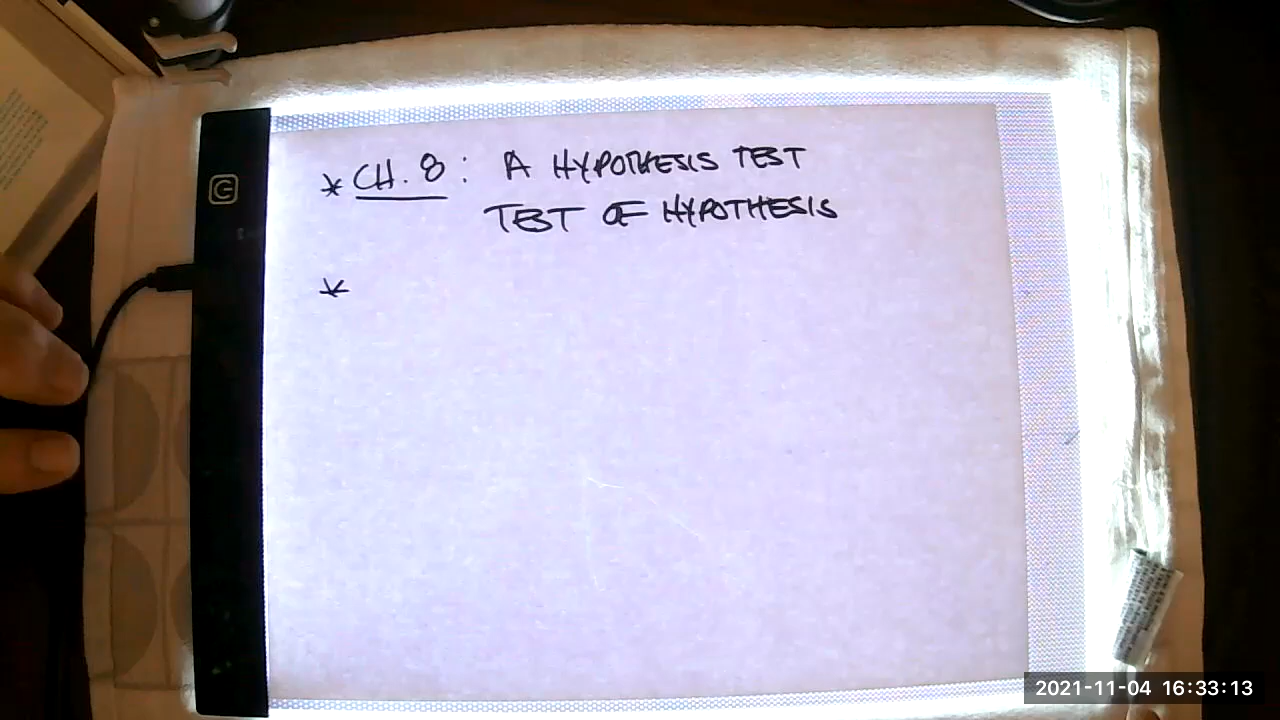 * CH. 8: A HYPOTHESIS TEST
TEST OF HYPOTHESIS
*
2021-11-04 16:33:13